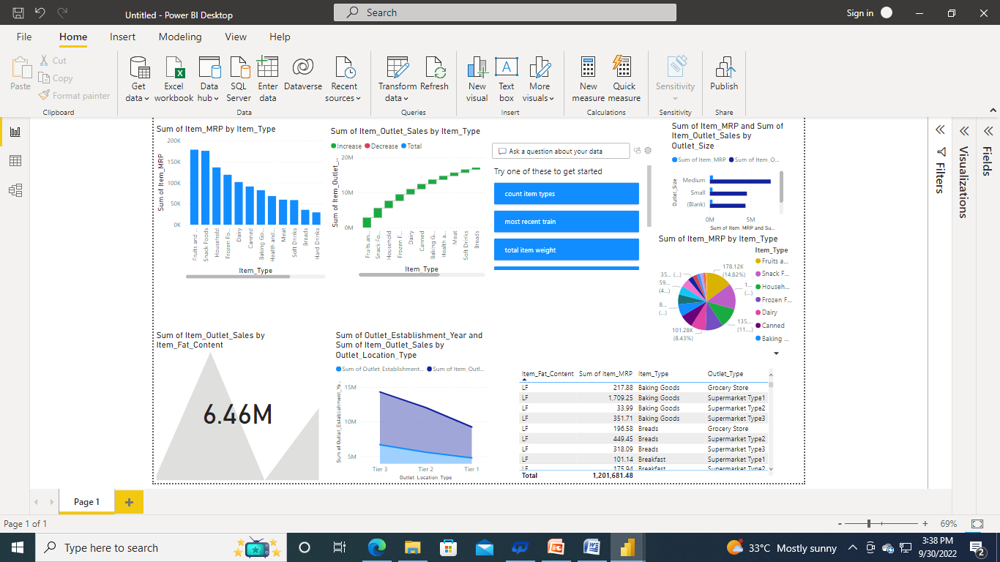 Untitled - Power BI Desktop
Search
Sign in
File Home Insert Modeling View Help
Paste
Cut
Copy
Format painter
Clipboard
Get data
Excel workbook
Data hub
SQL Server
Enter data
Dataverse
Recent sources
Data
Transform data
Refresh
Queries
New visual
Text box
More visuals
Insert
New measure
Quick measure
Calculations
Sensitivity
Sensitivity
Publish
Share
Sum of Item_MRP by Item_Type
Sum of Item_MRP
200K
150K
100K
50K
0K
Fruits and ...
Snack Foods
Household
Frozen Fo...
Dairy
Canned
Baking Go...
Health and...
Meat
Soft Drinks
Breads
Hard Drinks
Item_Type
Sum of Item_Outlet_Sales by Item_Type
Increase Decrease Total
Sum of Item_Outlet_...
20M
10M
0M
Fruits an...
Snack Fo...
Household
Frozen F...
Dairy
Canned
Baking G...
Health a...
Meat
Soft Drinks
Breads
Item_Type
Ask a question about your data
Try one of these to get started
count item types
most recent train
total item weight
Sum of Item_MRP and Sum of
Item_Outlet_Sales by
Outlet_Size
Sum of Item_MRP Sum of Item_O...
Outlet_Size
Medium
Small
(Blank)
0M 5M
Sum of Item_MRP and Su...
Sum of Item_MRP by Item_Type
Item_Type
Fruits a...
Snack F...
Househ...
Frozen F...
Dairy
Canned
Baking ...
178.12K
(14.82%)
1...
(...)
135....
(11....)
101.28K
(8.43%)
8...
(...)
59...
(4...)
35... (...)
Filters
Visualizations
Fields
Sum of Item_Outlet_Sales by
Item_Fat_Content
6.46M
Sum of Outlet_Establishment_Year and
Sum of Item_Outlet_Sales by
Outlet_Location_Type
Sum of Outlet_Establishment... Sum of Item_Outl...
Sum of Outlet_Establishment_Ye...
15M
10M
5M
Tier 3 Tier 2 Tier 1
Outlet_Location_Type
Item_Fat_Content Sum of Item_MRP Item_Type Outlet_Type
LF 217.88 Baking Goods Grocery Store
LF 1,709.25 Baking Goods Supermarket Type1
LF 33.99 Baking Goods Supermarket Type2
LF 351.71 Baking Goods Supermarket Type3
LF 196.58 Breads Grocery Store
LF 449.45 Breads Supermarket Type2
LF 318.09 Breads Supermarket Type3
LF 101.14 Breakfast Supermarket Type1
LF 175.94 Breakfast Supermarket Type2
Total 1,201,681.48
Page 1
Page 1 of 1
- + 69%
Type here to search
33°C Mostly sunny
3:38 PM
9/30/2022
2